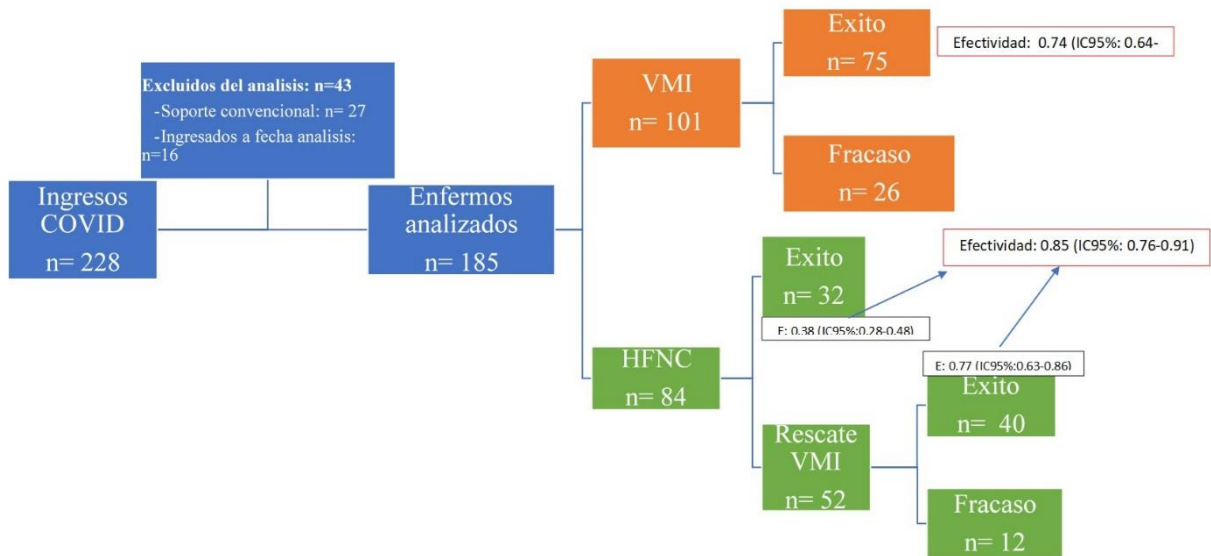 Excluidos del analisis: n=43
-Soporte convencional: n= 27
-Ingresados a fecha analisis:
n=16
Ingresos
COVID
n= 228
Enfermos
analizados
n= 185
VMI
n= 101
Exito
n= 75
Efectividad: 0.74 (IC95%: 0.64-
Fracaso
n= 26
HFNC
n= 84
Exito
n= 32
E: 0.38 (IC95%:0.28-0.48)
Efectividad: 0.85 (IC95%: 0.76-0.91)
Rescate
VMI
n= 52
E: 0.77 (IC95%:0.63-0.86)
Exito
n= 40
Fracaso
n= 12